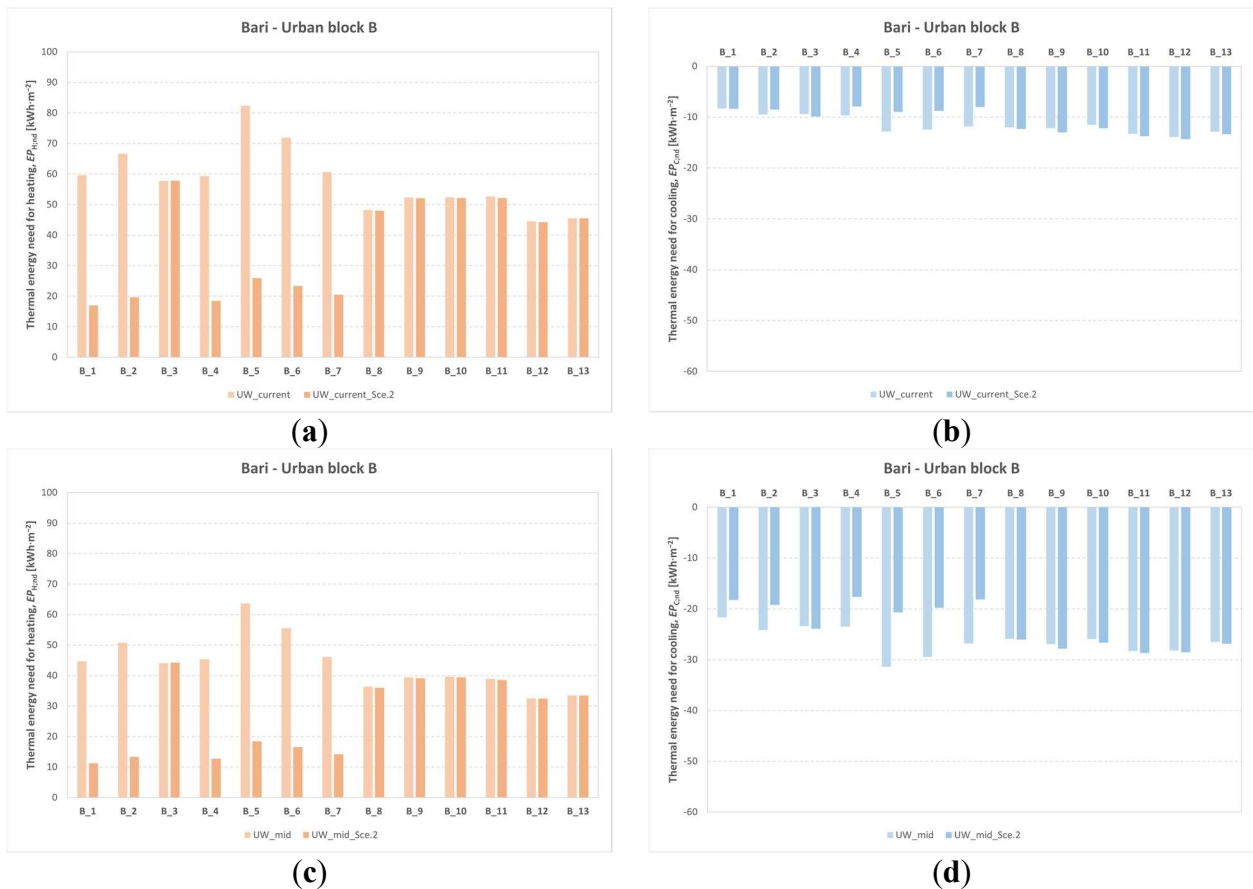 Bari - Urban block B
Thermal energy need for heating, EP_H;nd [kWh·m⁻²]
100
90
80
70
60
50
40
30
20
10
0
B_1 B_2 B_3 B_4 B_5 B_6 B_7 B_8 B_9 B_10 B_11 B_12 B_13
UW_current UW_current_Sce.2
(a)
Bari - Urban block B
B_1 B_2 B_3 B_4 B_5 B_6 B_7 B_8 B_9 B_10 B_11 B_12 B_13
Thermal energy need for cooling, EP_C;nd [kWh·m⁻²]
0
-10
-20
-30
-40
-50
-60
UW_current UW_current_Sce.2
(b)
Bari - Urban block B
Thermal energy need for heating, EP_H;nd [kWh·m⁻²]
100
90
80
70
60
50
40
30
20
10
0
B_1 B_2 B_3 B_4 B_5 B_6 B_7 B_8 B_9 B_10 B_11 B_12 B_13
UW_mid UW_mid_Sce.2
(c)
Bari - Urban block B
B_1 B_2 B_3 B_4 B_5 B_6 B_7 B_8 B_9 B_10 B_11 B_12 B_13
Thermal energy need for cooling, EP_C;nd [kWh·m⁻²]
0
-10
-20
-30
-40
-50
-60
UW_mid UW_mid_Sce.2
(d)